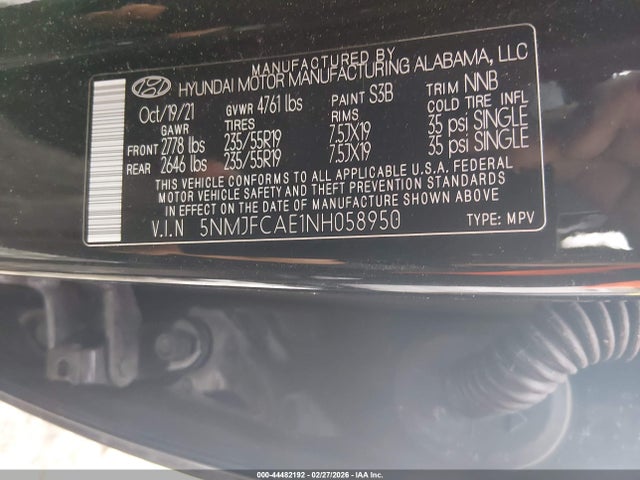 MANUFACTURED BY
HYUNDAI MOTOR MANUFACTURING ALABAMA, LLC
Oct/19/21 GVWR 4761 lbs PAINT S3B TRIM NNB
GAWR TIRES RIMS COLD TIRE INFL
FRONT 2778 lbs 235/55R19 7.5JX19 35 psi SINGLE
REAR 2646 lbs 235/55R19 7.5JX19 35 psi SINGLE
THIS VEHICLE CONFORMS TO ALL APPLICABLE U.S.A. FEDERAL
MOTOR VEHICLE SAFETY AND THEFT PREVENTION STANDARDS
IN EFFECT ON THE DATE OF MANUFACTURE SHOWN ABOVE
V.I.N 5NMJFCAE1NH058950 TYPE: MPV
000-44482192 - 02/27/2026 - IAA Inc.